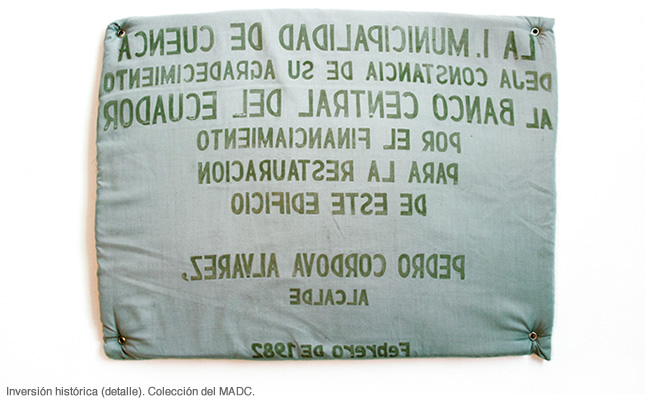 LA I. MUNICIPALIDAD DE CUENCA
DEJA CONSTANCIA DE SU AGRADECIMIENTO
AL BANCO CENTRAL DEL ECUADOR
POR EL FINANCIAMIENTO
PARA LA RESTAURACION
DE ESTE EDIFICIO
PEDRO CORDOVA ALVAREZ,
ALCALDE
Febrero DE 1982
Inversión histórica (detalle). Colección del MADC.